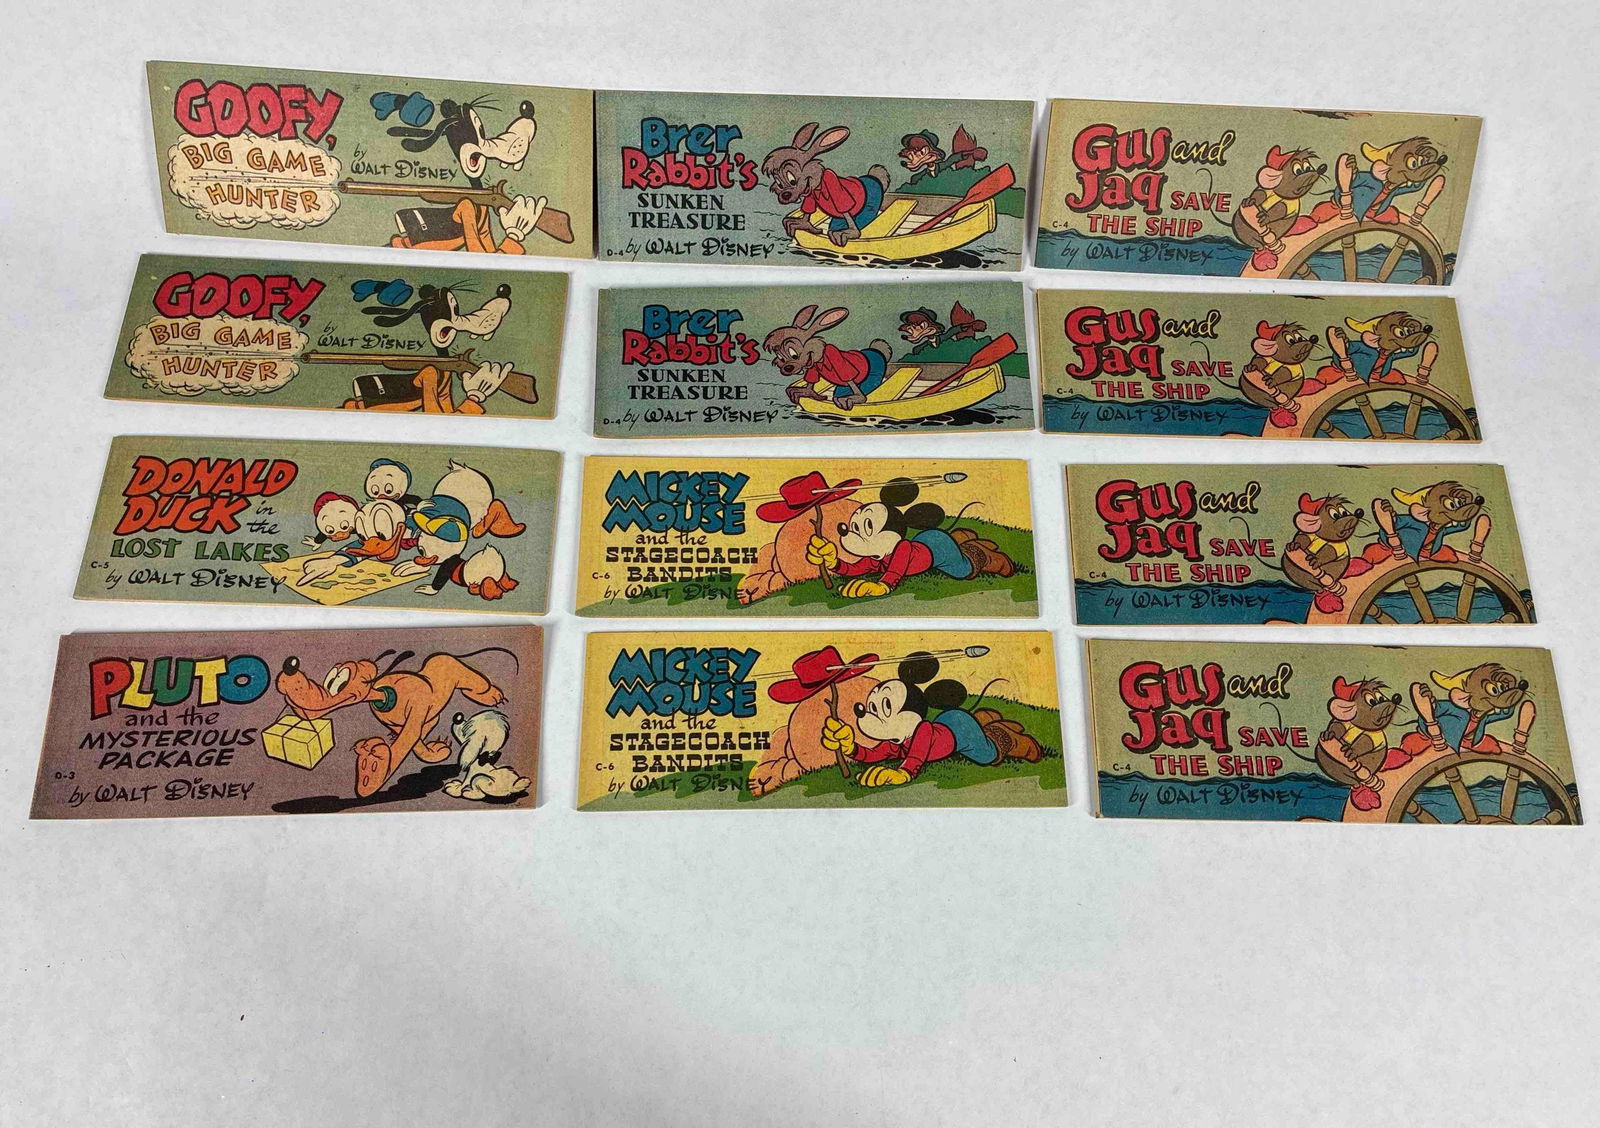 GOOFY,
BIG GAME
HUNTER
by
WALT DISNEY
C-7
Brer
Rabbit's
SUNKEN
TREASURE
D-4 by WALT DISNEY
Gus and
Jaq SAVE
THE SHIP
C-4
by WALT DISNEY
GOOFY,
BIG GAME
HUNTER
by
WALT DISNEY
Brer
Rabbit's
SUNKEN
TREASURE
D-4 by WALT DISNEY
Gus and
Jaq SAVE
THE SHIP
C-4
by WALT DISNEY
DONALD
DUCK in
the
LOST LAKES
C-5
by WALT DISNEY
MICKEY
MOUSE
and the
STAGECOACH
BANDITS
C-6
by WALT DISNEY
Gus and
Jaq SAVE
THE SHIP
C-4
by WALT DISNEY
PLUTO
and the
MYSTERIOUS
PACKAGE
D-3
by WALT DISNEY
MICKEY
MOUSE
and the
STAGECOACH
BANDITS
C-6
by WALT DISNEY
Gus and
Jaq SAVE
THE SHIP
C-4
by WALT DISNEY